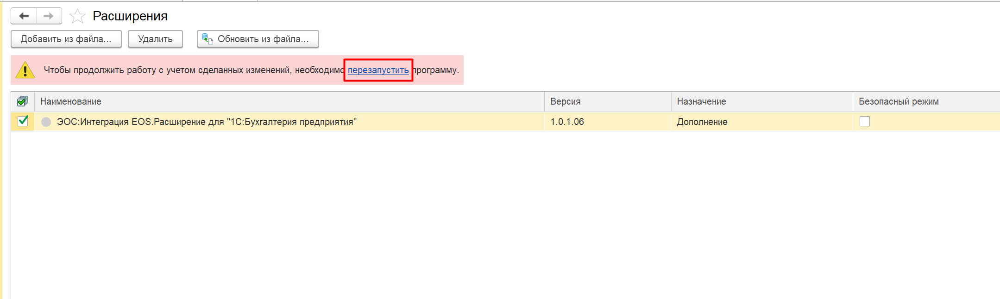 Расширения
Добавить из файла... Удалить Обновить из файла...
Чтобы продолжить работу с учетом сделанных изменений, необходимо перезапустить программу.
Наименование Версия Назначение Безопасный режим
ЭОС:Интеграция EOS.Расширение для "1С:Бухгалтерия предприятия" 1.0.1.06 Дополнение